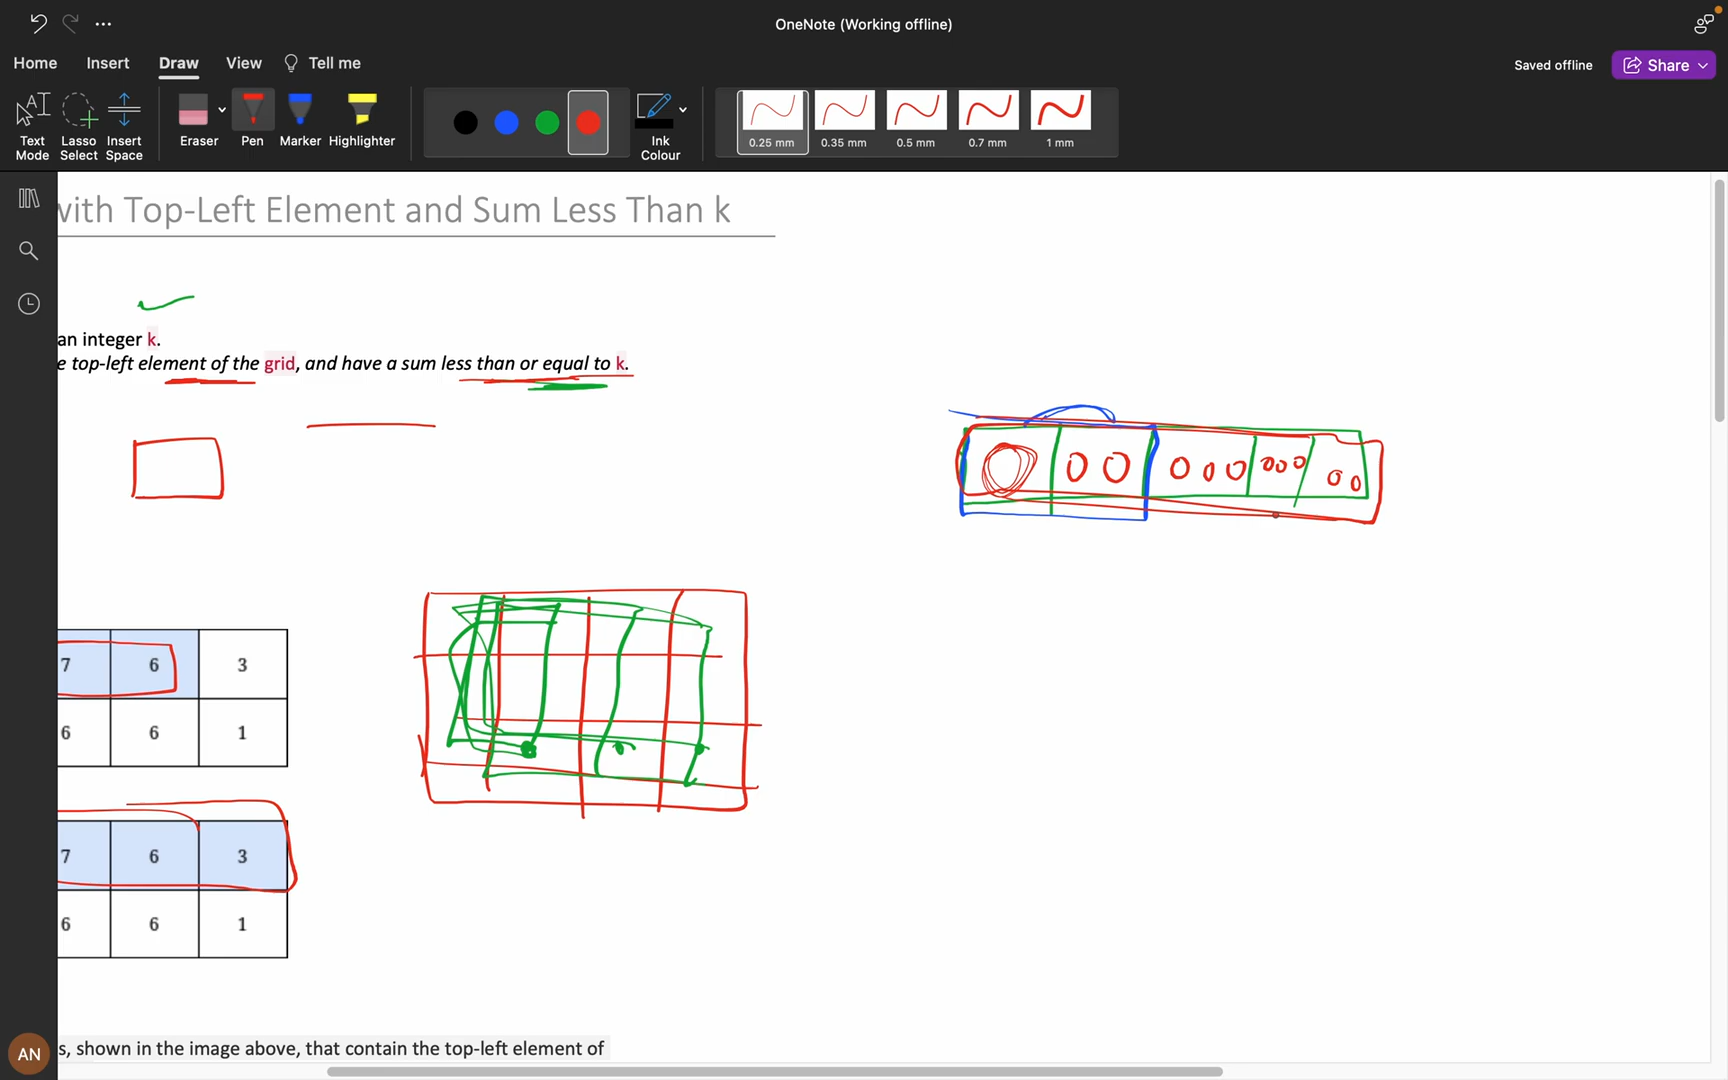 OneNote (Working offline)
Home Insert Draw View Tell me
Saved offline Share
Text Mode
Lasso Select
Insert Space
Eraser
Pen
Marker
Highlighter
Ink Colour
0.25 mm 0.35 mm 0.5 mm 0.7 mm 1 mm
with Top-Left Element and Sum Less Than k
an integer k.
e top-left element of the grid, and have a sum less than or equal to k.
7 6 3
6 6 1
7 6 3
6 6 1
s, shown in the image above, that contain the top-left element of
AN